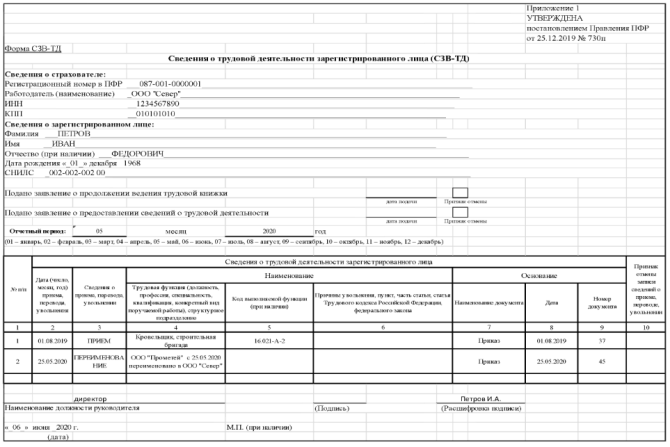 Приложение 1
УТВЕРЖДЕНА
постановлением Правления ПФР
от 25.12.2019 № 730п
Форма СЗВ-ТД
Сведения о трудовой деятельности зарегистрированного лица (СЗВ-ТД)
Сведения о страхователе:
Регистрационный номер в ПФР 087-001-0000001
Работодатель (наименование) ООО "Север"
ИНН 1234567890
КПП 010101010
Сведения о зарегистрированном лице:
Фамилия ПЕТРОВ
Имя ИВАН
Отчество (при наличии) ФЕДОРОВИЧ
Дата рождения «_01_» декабря 1968
СНИЛС _002-002-002 00
Подано заявление о продолжении ведения трудовой книжки
дата подачи Признак отмены
Подано заявление о предоставлении сведений о трудовой деятельности
дата подачи Признак отмены
Отчетный период: 05 месяц 2020 год
(01 – январь, 02 – февраль, 03 – март, 04 – апрель, 05 – май, 06 – июнь, 07 – июль, 08 – август, 09 – сентябрь, 10 – октябрь, 11 – ноябрь, 12 – декабрь)
№ п/п
Дата (число, месяц, год) приема, перевода, увольнения
Сведения о приеме, переводе, увольнении
Сведения о трудовой деятельности зарегистрированного лица
Наименование
Трудовая функция (должность, профессия, специальность, квалификация, конкретный вид поручаемой работы), структурное подразделение
Код выполняемой функции (при наличии)
Причины увольнения, пункт, часть статьи, статья Трудового кодекса Российской Федерации, федерального закона
Основание
Наименование документа
Дата
Номер документа
Признак отмены записи сведений о приеме, переводе, увольнении
1 2 3 4 5 6 7 8 9 10
1 01.08.2019 ПРИЕМ Кровельщик, строительная бригада 16.021-А-2 Приказ 01.08.2019 37
2 25.05.2020 ПЕРЕИМЕНОВАНИЕ ООО "Прометей" с 25.05.2020 переименовано в ООО "Север" Приказ 25.05.2020 45
директор Петров И.А.
Наименование должности руководителя (Подпись) (Расшифровка подписи)
«_06_» июня _2020 г. М.П. (при наличии)
(дата)